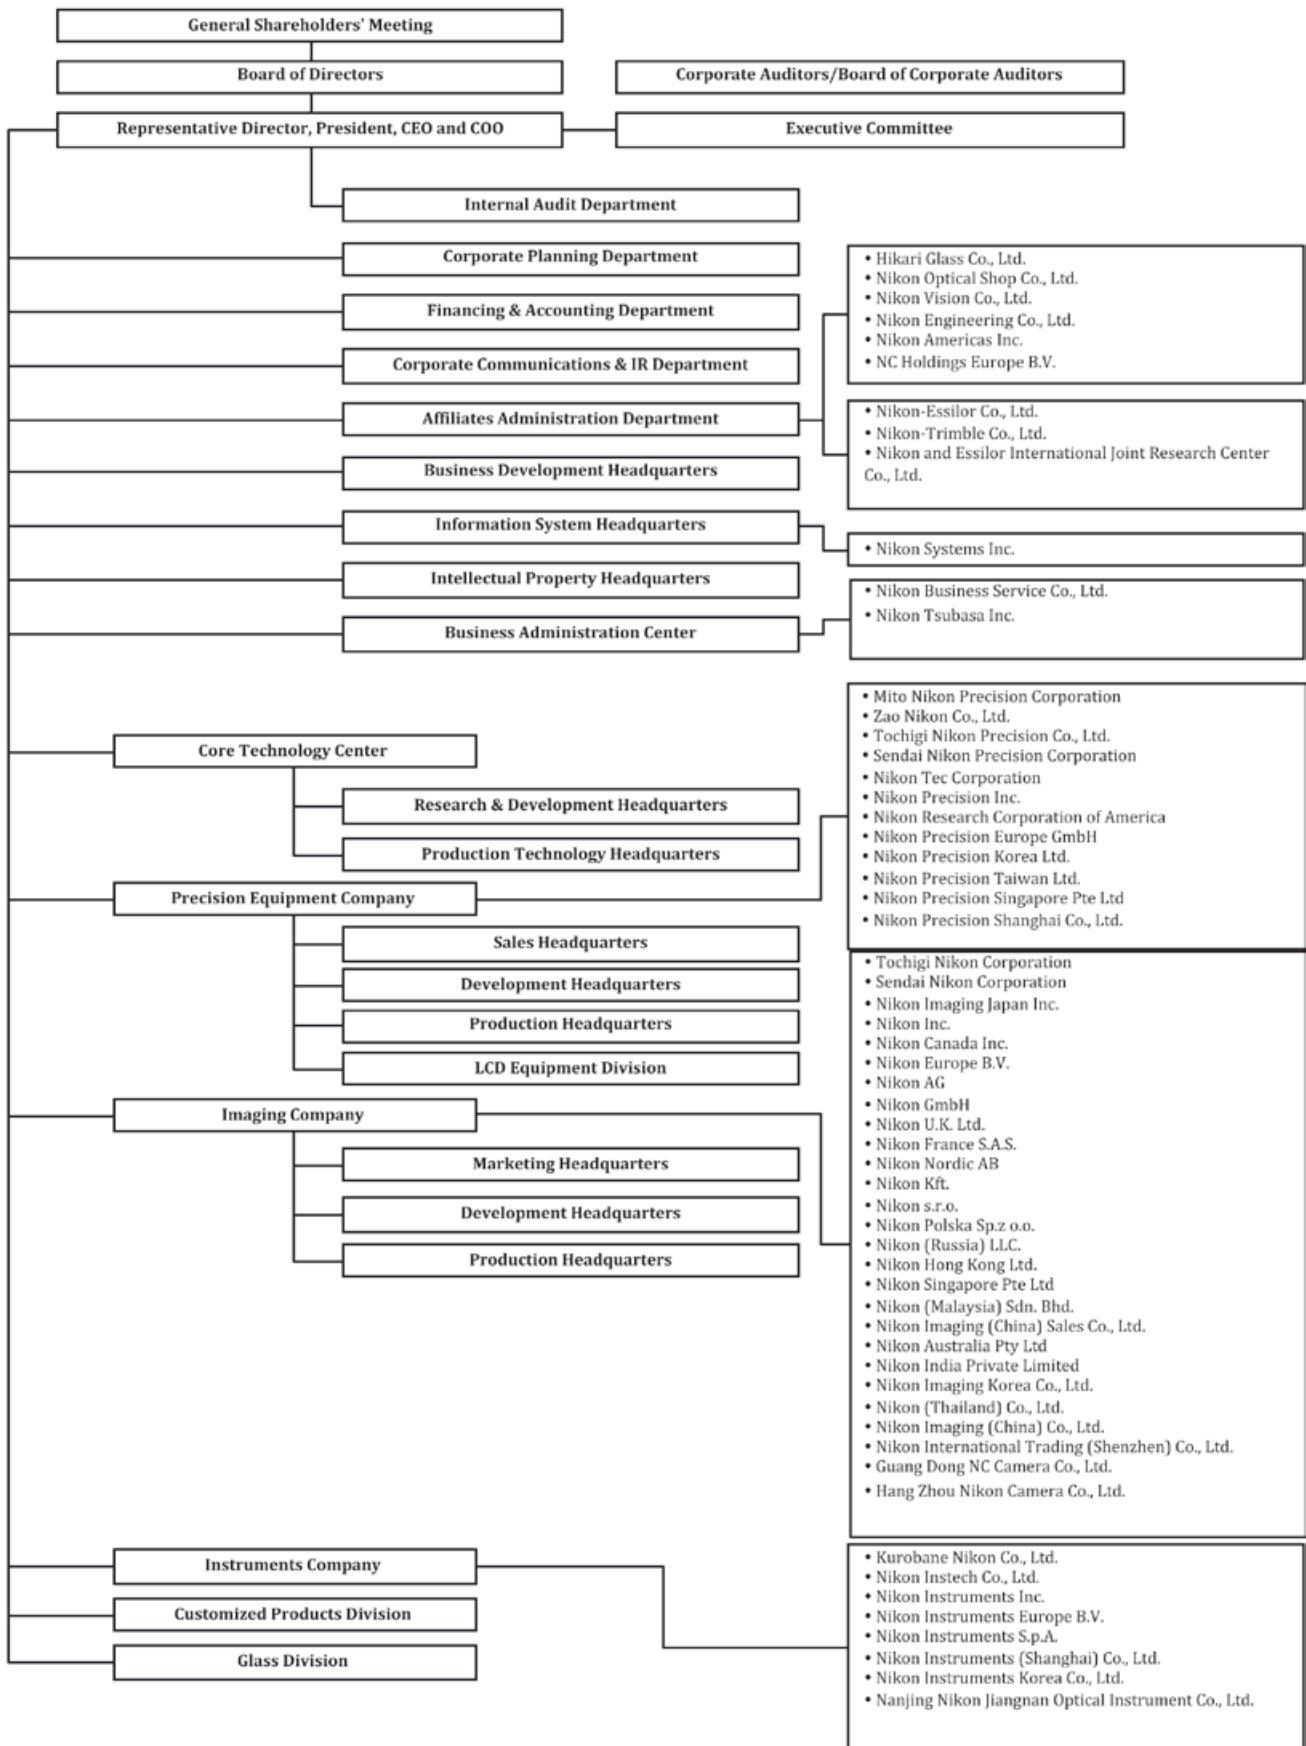 General Shareholders' Meeting
Board of Directors
Corporate Auditors/Board of Corporate Auditors
Representative Director, President, CEO and COO
Executive Committee
Internal Audit Department
Corporate Planning Department
Financing & Accounting Department
Corporate Communications & IR Department
Affiliates Administration Department
Business Development Headquarters
Information System Headquarters
Intellectual Property Headquarters
Business Administration Center
• Hikari Glass Co., Ltd.
• Nikon Optical Shop Co., Ltd.
• Nikon Vision Co., Ltd.
• Nikon Engineering Co., Ltd.
• Nikon Americas Inc.
• NC Holdings Europe B.V.
• Nikon-Essilor Co., Ltd.
• Nikon-Trimble Co., Ltd.
• Nikon and Essilor International Joint Research Center
Co., Ltd.
• Nikon Systems Inc.
• Nikon Business Service Co., Ltd.
• Nikon Tsubasa Inc.
Core Technology Center
Research & Development Headquarters
Production Technology Headquarters
Precision Equipment Company
Sales Headquarters
Development Headquarters
Production Headquarters
LCD Equipment Division
• Mito Nikon Precision Corporation
• Zao Nikon Co., Ltd.
• Tochigi Nikon Precision Co., Ltd.
• Sendai Nikon Precision Corporation
• Nikon Tec Corporation
• Nikon Precision Inc.
• Nikon Research Corporation of America
• Nikon Precision Europe GmbH
• Nikon Precision Korea Ltd.
• Nikon Precision Taiwan Ltd.
• Nikon Precision Singapore Pte Ltd
• Nikon Precision Shanghai Co., Ltd.
Imaging Company
Marketing Headquarters
Development Headquarters
Production Headquarters
• Tochigi Nikon Corporation
• Sendai Nikon Corporation
• Nikon Imaging Japan Inc.
• Nikon Inc.
• Nikon Canada Inc.
• Nikon Europe B.V.
• Nikon AG
• Nikon GmbH
• Nikon U.K. Ltd.
• Nikon France S.A.S.
• Nikon Nordic AB
• Nikon Kft.
• Nikon s.r.o.
• Nikon Polska Sp.z o.o.
• Nikon (Russia) LLC.
• Nikon Hong Kong Ltd.
• Nikon Singapore Pte Ltd
• Nikon (Malaysia) Sdn. Bhd.
• Nikon Imaging (China) Sales Co., Ltd.
• Nikon Australia Pty Ltd
• Nikon India Private Limited
• Nikon Imaging Korea Co., Ltd.
• Nikon (Thailand) Co., Ltd.
• Nikon Imaging (China) Co., Ltd.
• Nikon International Trading (Shenzhen) Co., Ltd.
• Guang Dong NC Camera Co., Ltd.
• Hang Zhou Nikon Camera Co., Ltd.
Instruments Company
Customized Products Division
Glass Division
• Kurobane Nikon Co., Ltd.
• Nikon Instech Co., Ltd.
• Nikon Instruments Inc.
• Nikon Instruments Europe B.V.
• Nikon Instruments S.p.A.
• Nikon Instruments (Shanghai) Co., Ltd.
• Nikon Instruments Korea Co., Ltd.
• Nanjing Nikon Jiangnan Optical Instrument Co., Ltd.